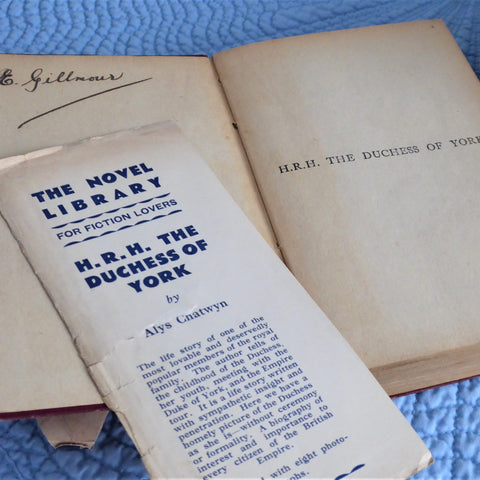 E. Gillmour
H.R.H. THE DUCHESS OF YORK
THE NOVEL
LIBRARY
FOR FICTION LOVERS
H.R.H. THE
DUCHESS OF
YORK
by
Alys Chatwyn
The life story of one of the
most lovable and deservedly
popular members of the royal
family. The author tells of
the childhood of the Duchess,
her youth, meeting with the
Duke of York, and the Empire
tour. It is a life story written
with sympathetic insight and
penetration. Here we have a
homely picture of the Duchess
as she is—without ceremony
or formality. A biography of
interest and importance to
every citizen of the British
Empire.
with eight photo-